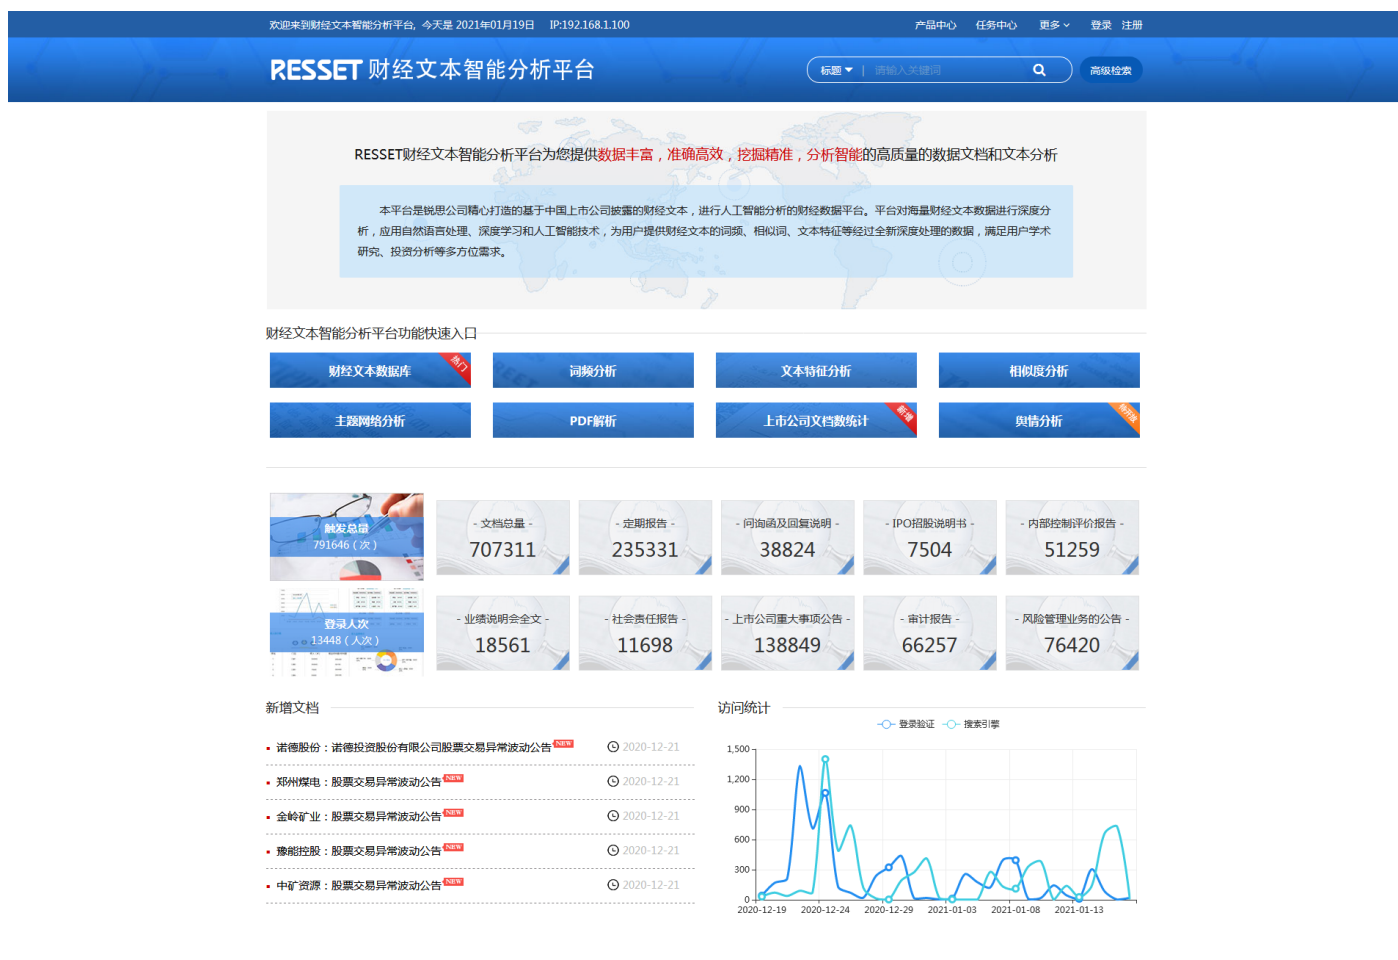 欢迎来到财经文本智能分析平台, 今天是 2021年01月19日 IP:192.168.1.100
产品中心 任务中心 更多 登录 注册
RESSET 财经文本智能分析平台
标题 请输入关键词 高级检索
RESSET财经文本智能分析平台为您提供数据丰富，准确高效，挖掘精准，分析智能的高质量的数据文档和文本分析
本平台是锐思公司精心打造的基于中国上市公司披露的财经文本，进行人工智能分析的财经数据平台。平台对海量财经文本数据进行深度分
析，应用自然语言处理、深度学习和人工智能技术，为用户提供财经文本的词频、相似词、文本特征等经过全新深度处理的数据，满足用户学术
研究、投资分析等多方位需求。
财经文本智能分析平台功能快速入口
财经文本数据库 热门 词频分析 文本特征分析 相似度分析
主题网络分析 PDF解析 上市公司文档数统计 新增 舆情分析 待开放
触发总量
791646（次）
- 文档总量 - - 定期报告 - - 问询函及回复说明 - - IPO招股说明书 - - 内部控制评价报告 -
707311 235331 38824 7504 51259
登录人次
13448（人次）
- 业绩说明会全文 - - 社会责任报告 - - 上市公司重大事项公告 - - 审计报告 - - 风险管理业务的公告 -
18561 11698 138849 66257 76420
新增文档
诺德股份：诺德投资股份有限公司股票交易异常波动公告 NEW 2020-12-21
郑州煤电：股票交易异常波动公告 NEW 2020-12-21
金岭矿业：股票交易异常波动公告 NEW 2020-12-21
豫能控股：股票交易异常波动公告 NEW 2020-12-21
中矿资源：股票交易异常波动公告 NEW 2020-12-21
访问统计
登录验证 搜索引擎
1,500
1,200
900
600
300
0
2020-12-19 2020-12-24 2020-12-29 2021-01-03 2021-01-08 2021-01-13